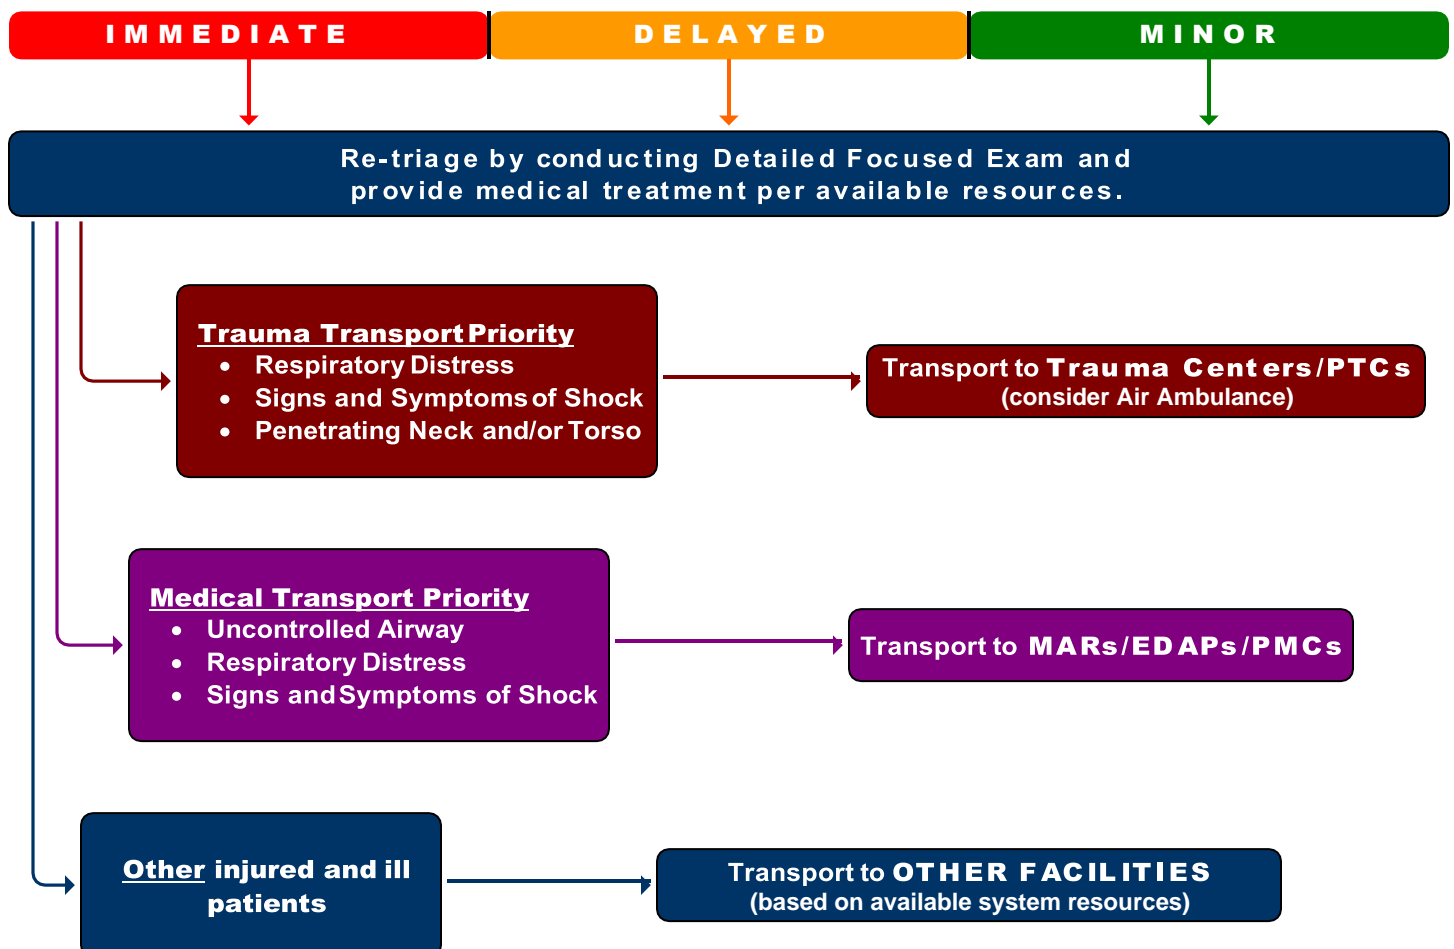 IMMEDIATE
DELAYED
MINOR
Re-triage by conducting Detailed Focused Exam and
provide medical treatment per available resources.
Trauma Transport Priority
• Respiratory Distress
• Signs and Symptoms of Shock
• Penetrating Neck and/or Torso
Transport to Trauma Centers/PTCs
(consider Air Ambulance)
Medical Transport Priority
• Uncontrolled Airway
• Respiratory Distress
• Signs and Symptoms of Shock
Transport to MARs/EDAPs/PMCs
Other injured and ill
patients
Transport to OTHER FACILITIES
(based on available system resources)